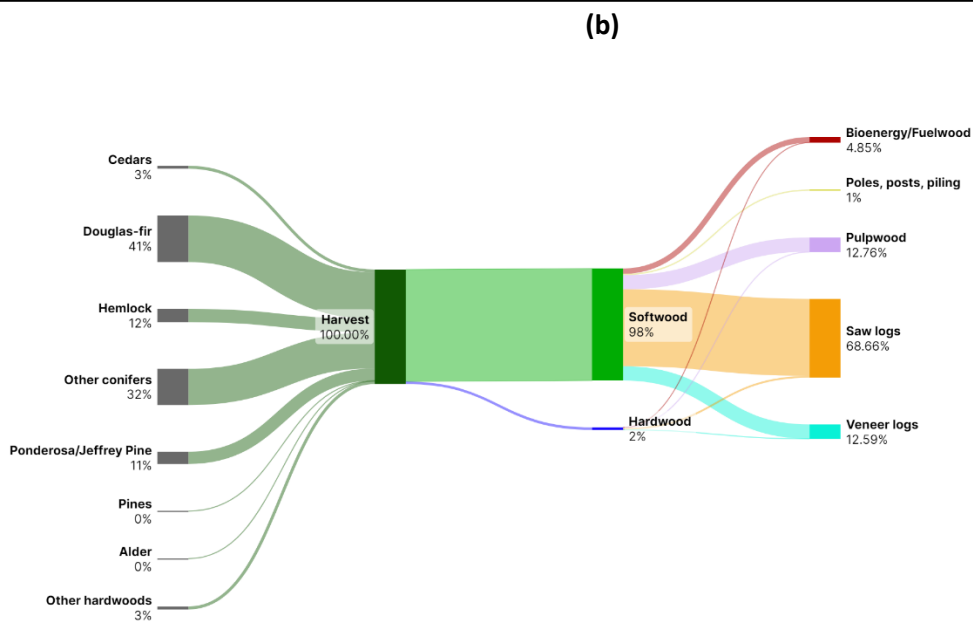 (b)
Cedars
3%
Douglas-fir
41%
Hemlock
12%
Other conifers
32%
Ponderosa/Jeffrey Pine
11%
Pines
0%
Alder
0%
Other hardwoods
3%
Harvest
100.00%
Softwood
98%
Hardwood
2%
Bioenergy/Fuelwood
4.85%
Poles, posts, piling
1%
Pulpwood
12.76%
Saw logs
68.66%
Veneer logs
12.59%